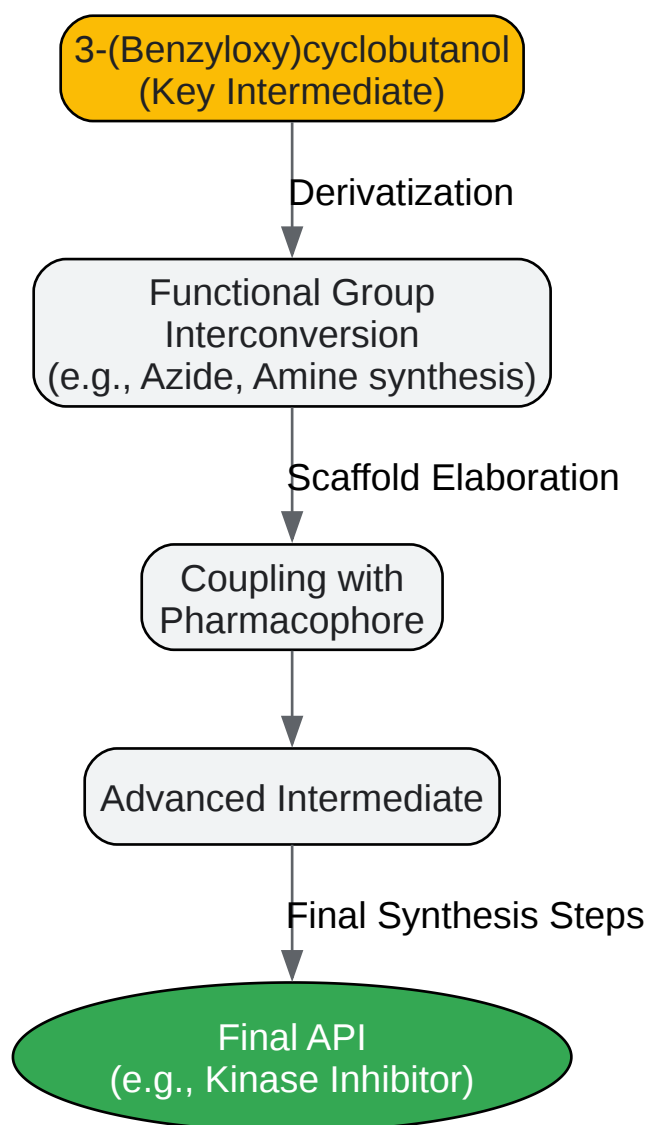 3-(Benzyloxy)cyclobutanol
(Key Intermediate)
Derivatization
Functional Group
Interconversion
(e.g., Azide, Amine synthesis)
Scaffold Elaboration
Coupling with
Pharmacophore
Advanced Intermediate
Final Synthesis Steps
Final API
(e.g., Kinase Inhibitor)